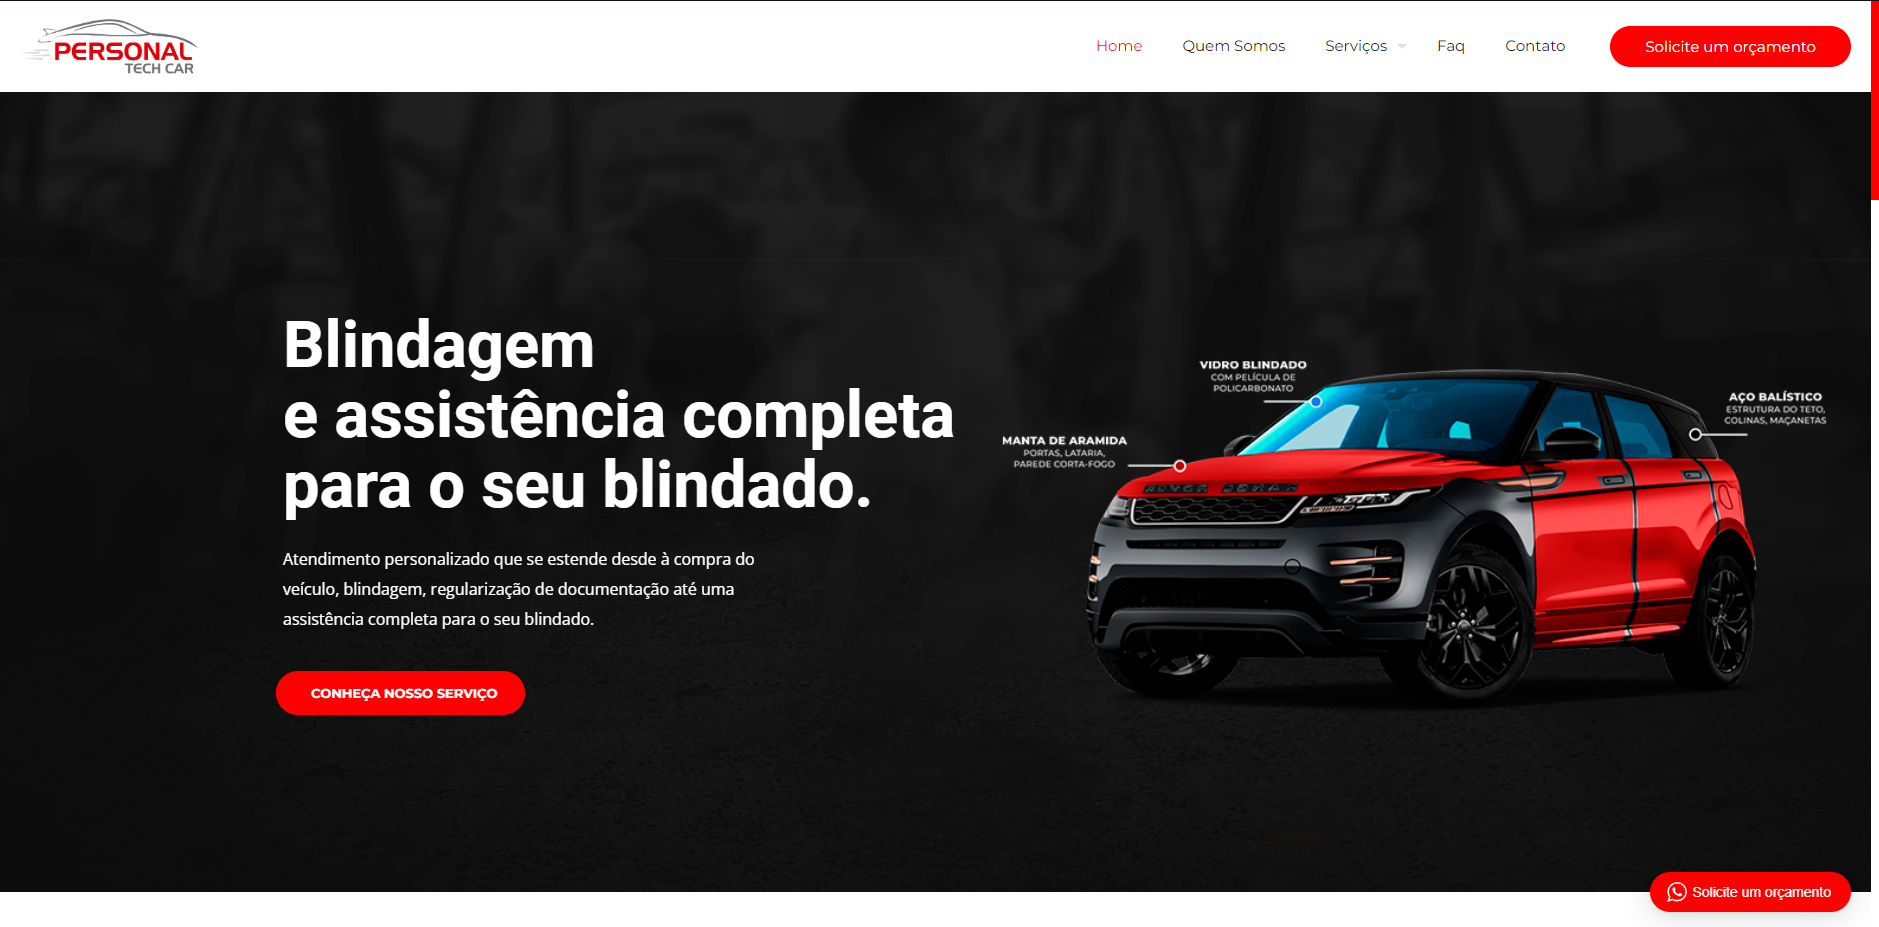 PERSONAL
TECH CAR
Home
Quem Somos
Serviços
Faq
Contato
Solicite um orçamento
Blindagem
e assistência completa
para o seu blindado.
Atendimento personalizado que se estende desde à compra do
veículo, blindagem, regularização de documentação até uma
assistência completa para o seu blindado.
CONHEÇA NOSSO SERVIÇO
VIDRO BLINDADO
COM PELÍCULA DE
POLICARBONATO
MANTA DE ARAMIDA
PORTAS, LATARIA,
PAREDE CORTA-FOGO
AÇO BALÍSTICO
ESTRUTURA DO TETO,
COLINAS, MAÇANETAS
Solicite um orçamento